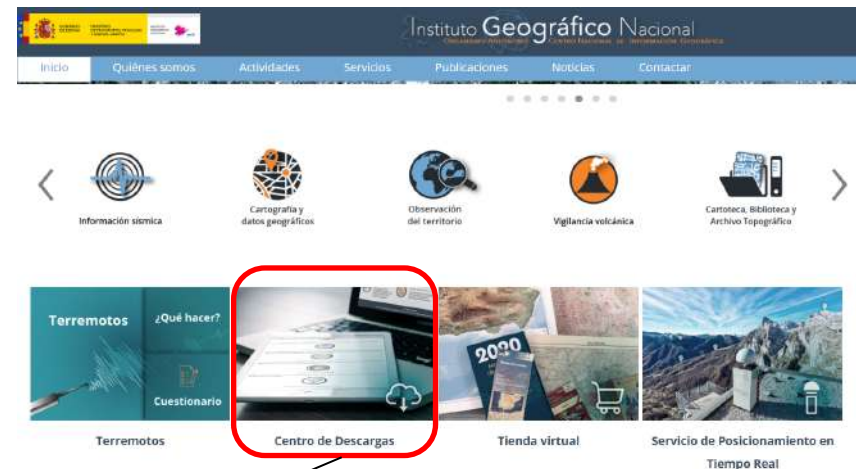 Instituto Geográfico Nacional
Inicio Quiénes somos Actividades Servicios Publicaciones Noticias Contactar
Información sísmica
Cartografía y
datos geográficos
Observación
del territorio
Vigilancia volcánica
Cartoteca, Biblioteca y
Archivo Topográfico
Terremotos
¿Qué hacer?
Cuestionario
2020
Terremotos
Centro de Descargas
Tienda virtual
Servicio de Posicionamiento en
Tiempo Real